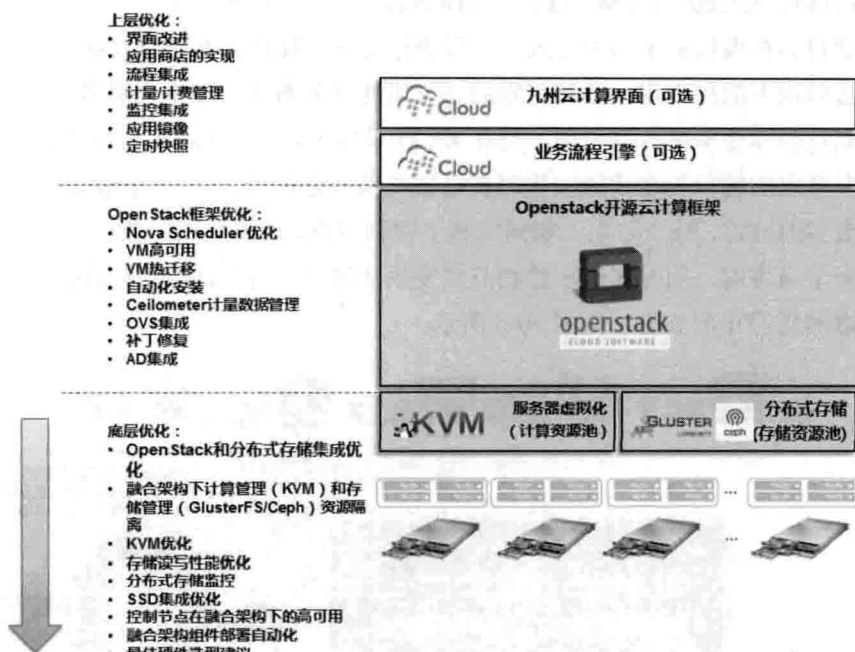 上层优化：
• 界面改进
• 应用商店的实现
• 流程集成
• 计量/计费管理
• 监控集成
• 应用镜像
• 定时快照
Cloud 九州云计算界面（可选）
Cloud 业务流程引擎（可选）
Open Stack框架优化：
• Nova Scheduler 优化
• VM高可用
• VM热迁移
• 自动化安装
• Ceilometer计量数据管理
• OVS集成
• 补丁修复
• AD集成
Openstack开源云计算框架
openstack
CLOUD SOFTWARE
底层优化：
• Open Stack和分布式存储集成优
化
• 融合架构下计算管理（KVM）和存
储管理（GlusterFS/Ceph）资源隔
离
• KVM优化
• 存储读写性能优化
• 分布式存储监控
• SSD集成优化
• 控制节点在融合架构下的高可用
• 融合架构组件部署自动化
• 最佳硬件选型建议
KVM
服务器虚拟化
（计算资源池）
GLUSTER
COMMUNITY
ceph
分布式存储
(存储资源池)
...
...